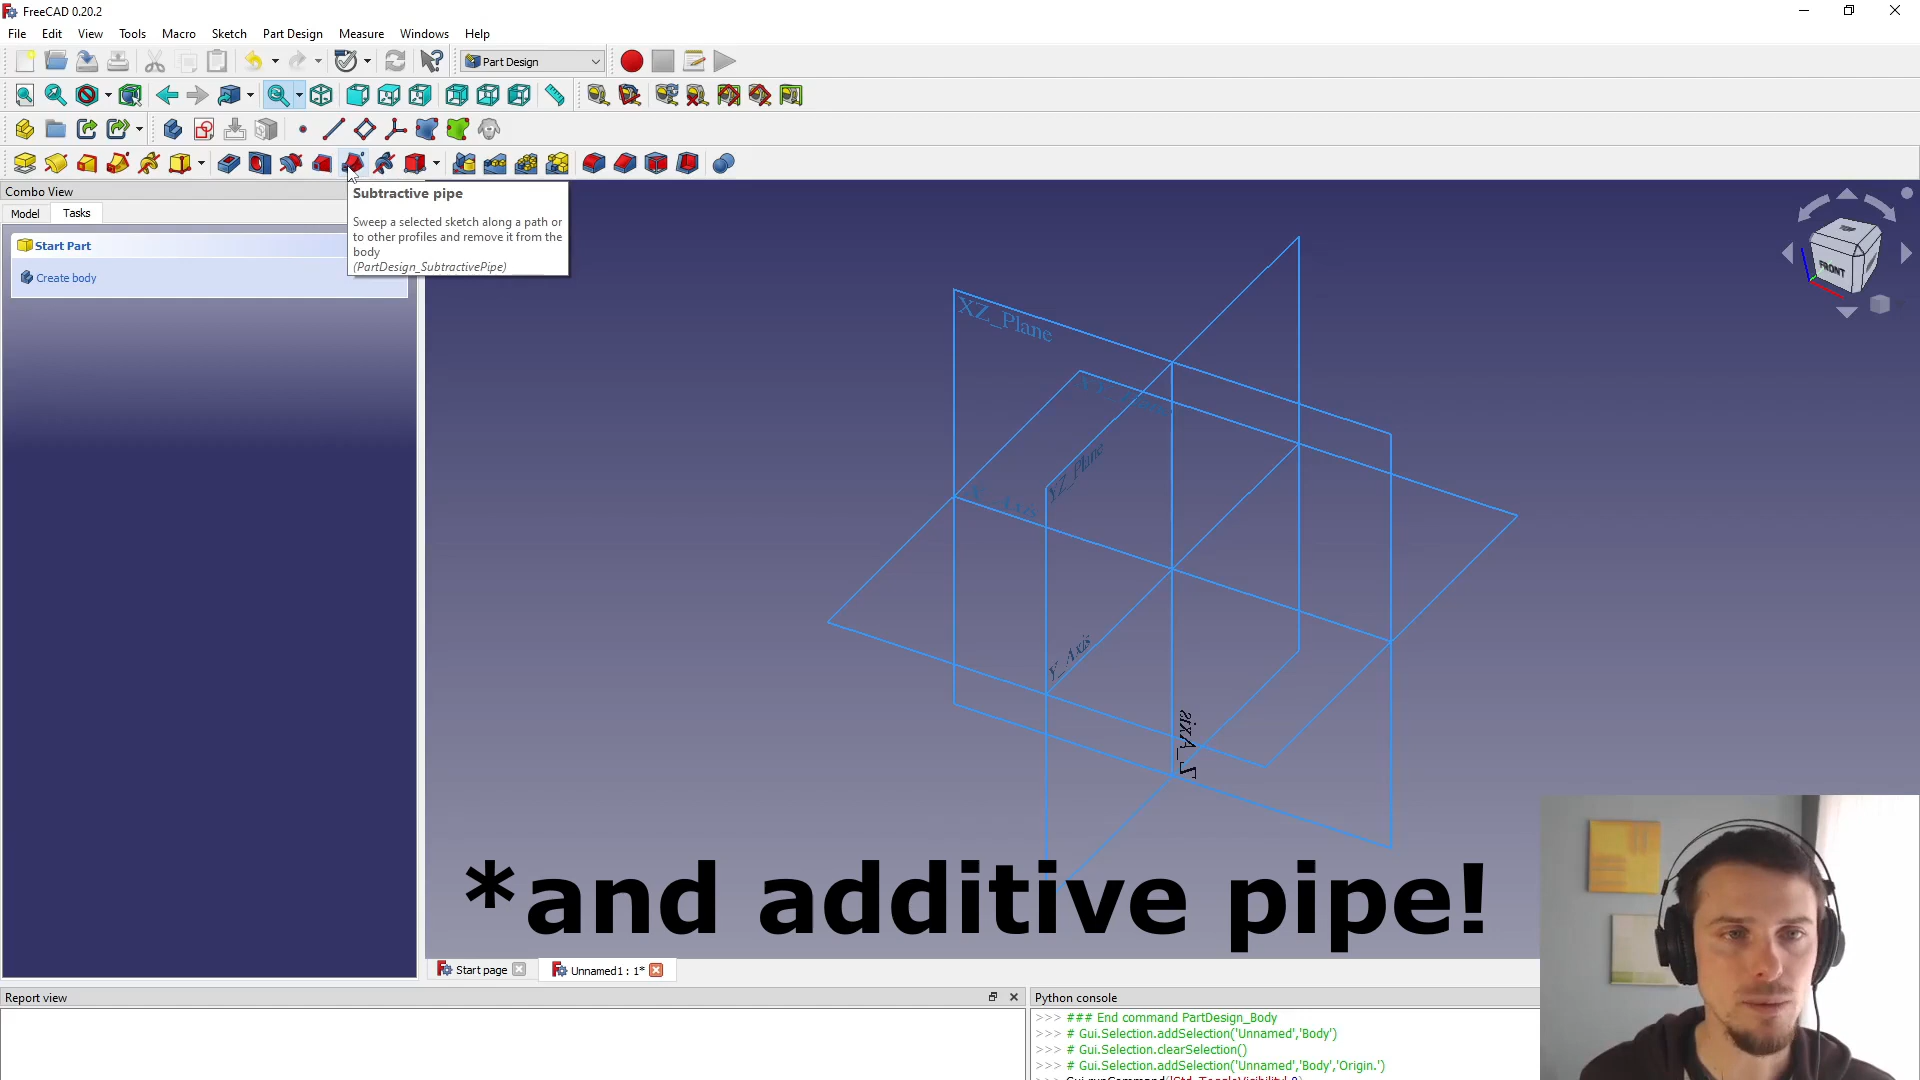 FreeCAD 0.20.2
File Edit View Tools Macro Sketch Part Design Measure Windows Help
Part Design
Combo View
Model Tasks
Subtractive pipe
Sweep a selected sketch along a path or
to other profiles and remove it from the
body
(PartDesign_SubtractivePipe)
Start Part
Create body
FRONT
XZ_Plane
YZ_Plane
Y_Axis
Z_Axis
*and additive pipe!
Start page
Unnamed1 : 1*
Report view
Python console
>>> ### End command PartDesign_Body
>>> # Gui.Selection.addSelection('Unnamed','Body')
>>> # Gui.Selection.clearSelection()
>>> # Gui.Selection.addSelection('Unnamed','Body','Origin.')